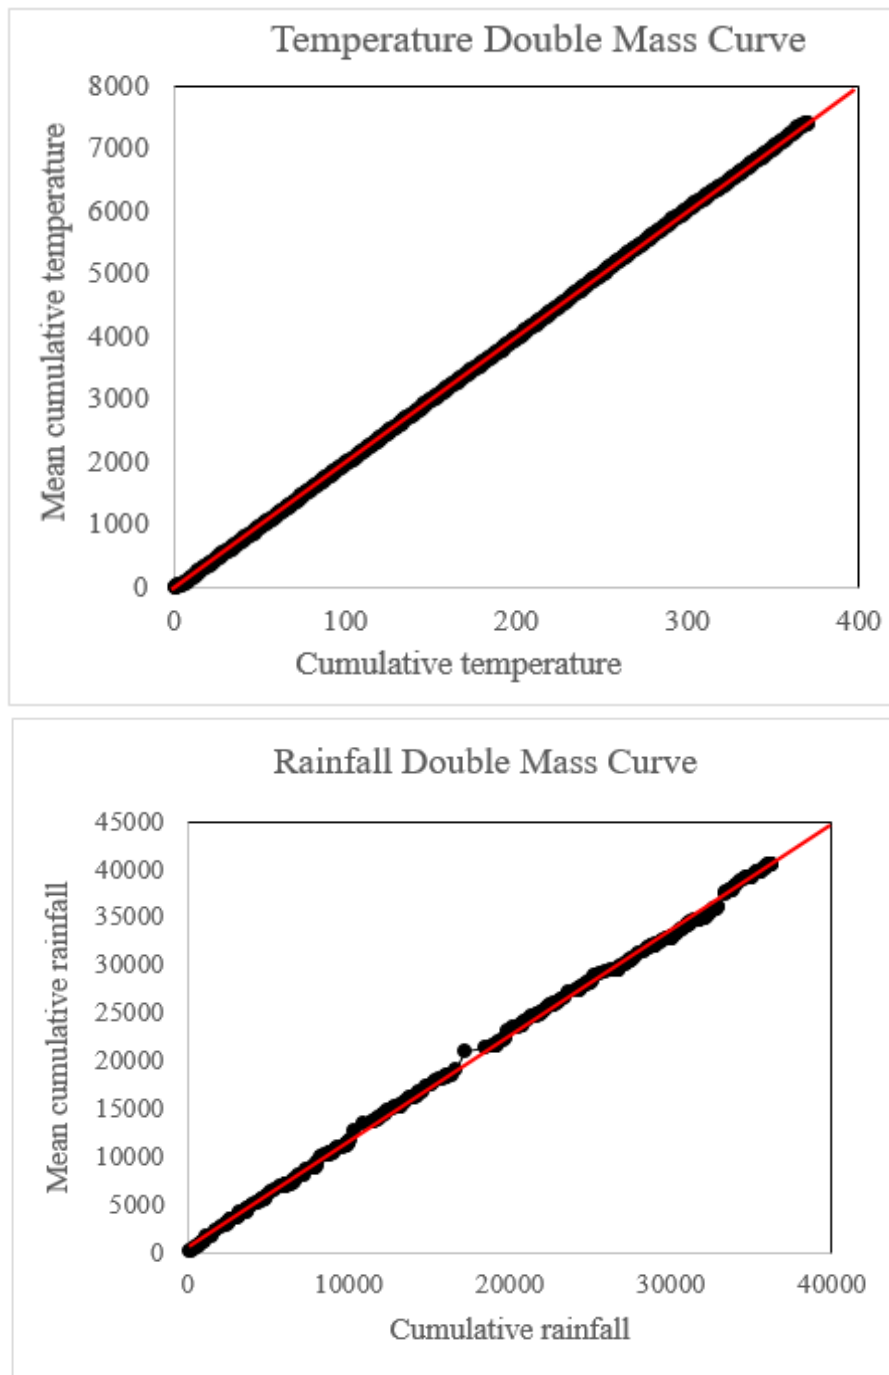 Temperature Double Mass Curve
8000
7000
6000
5000
4000
3000
2000
1000
0
Mean cumulative temperature
0 100 200 300 400
Cumulative temperature
Rainfall Double Mass Curve
45000
40000
35000
30000
25000
20000
15000
10000
5000
0
Mean cumulative rainfall
0 10000 20000 30000 40000
Cumulative rainfall